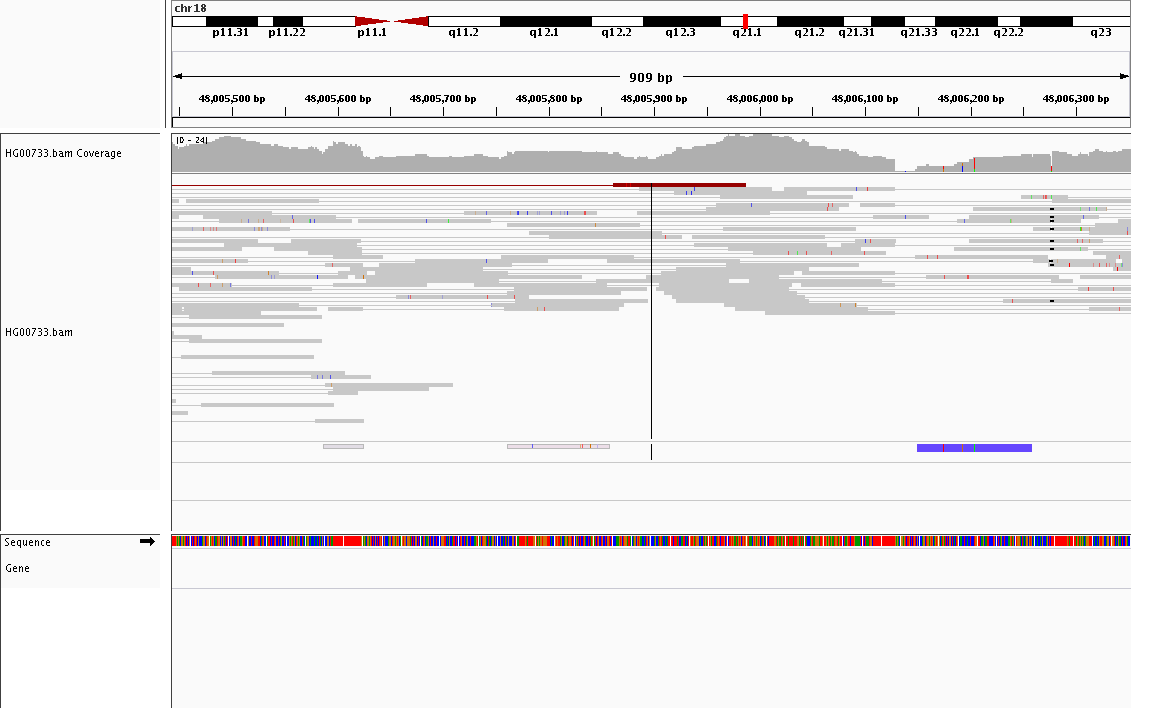 chr18
p11.31 p11.22 p11.1 q11.2 q12.1 q12.2 q12.3 q21.1 q21.2 q21.31 q21.33 q22.1 q22.2 q23
909 bp
48,005,500 bp 48,005,600 bp 48,005,700 bp 48,005,800 bp 48,005,900 bp 48,006,000 bp 48,006,100 bp 48,006,200 bp 48,006,300 bp
[0 - 24]
HG00733.bam Coverage
HG00733.bam
Sequence
Gene